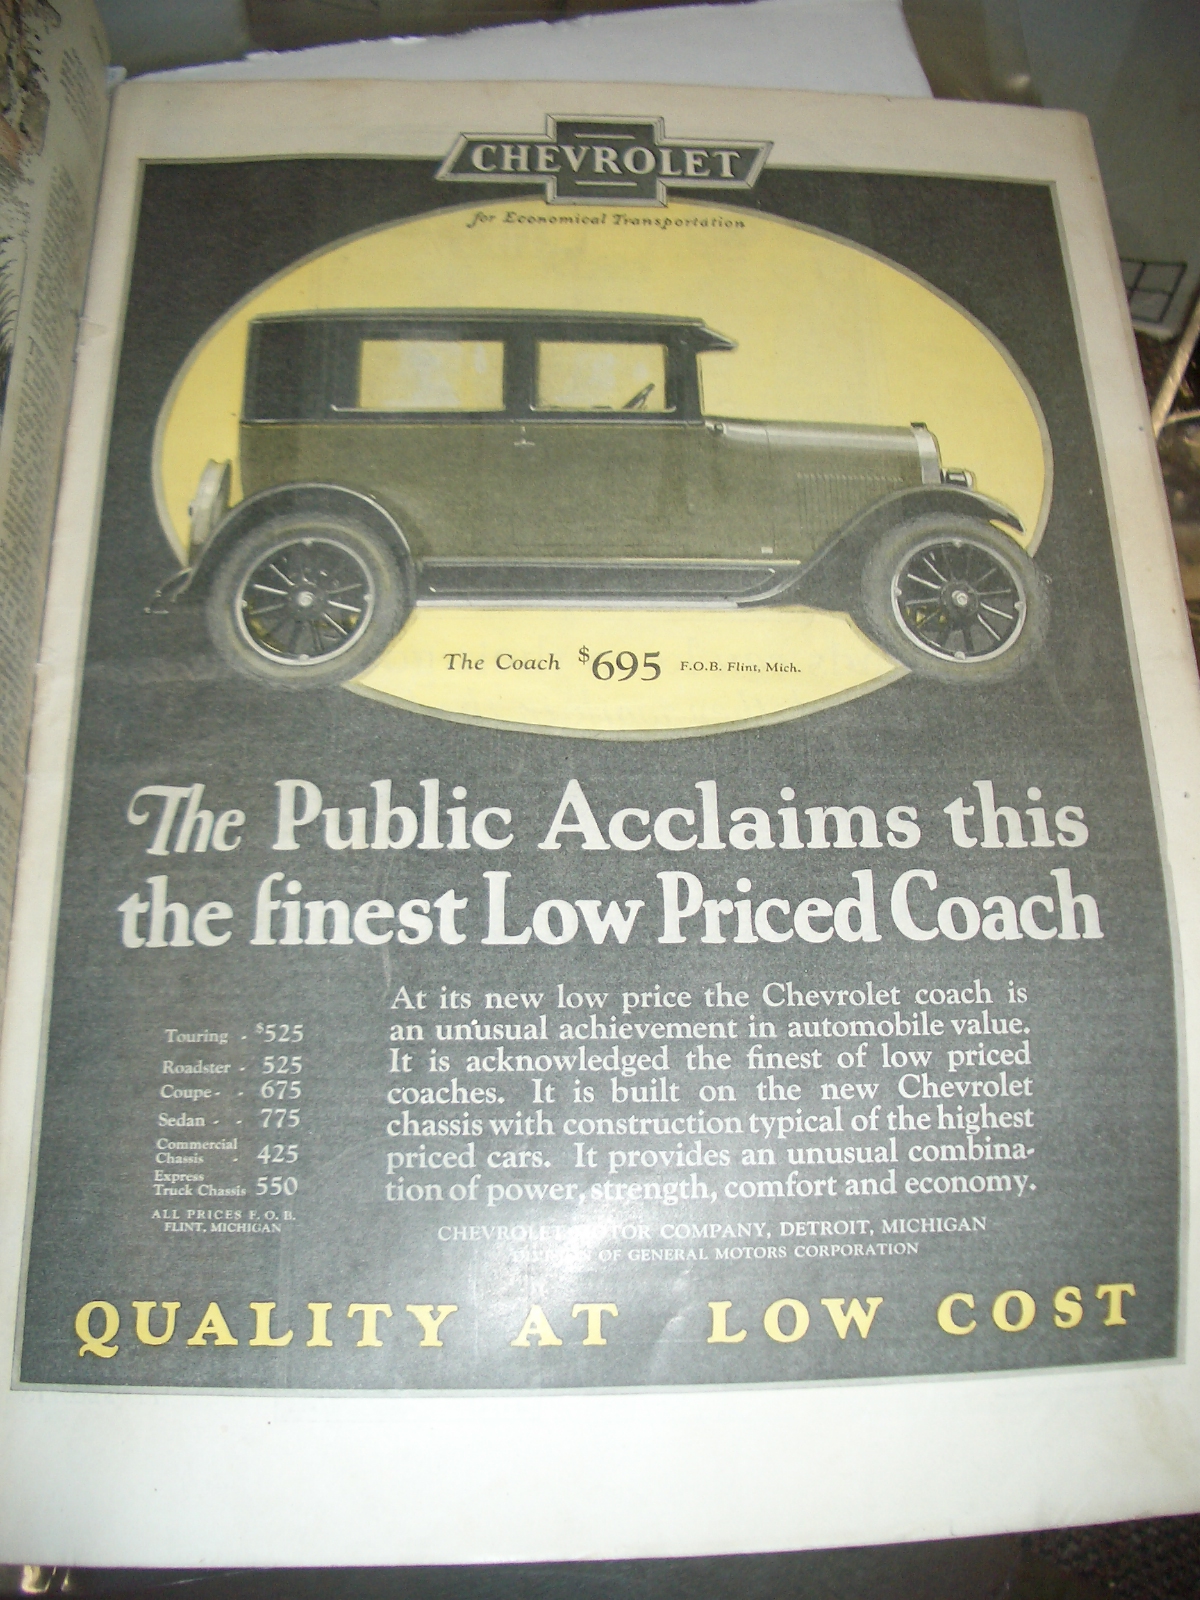 CHEVROLET
for Economical Transportation
The Coach $695 F.O.B. Flint, Mich.
The Public Acclaims this
the finest Low Priced Coach
Touring - $525
Roadster - 525
Coupe - - 675
Sedan - - 775
Commercial
Chassis - 425
Express
Truck Chassis 550
ALL PRICES F. O. B.
FLINT, MICHIGAN
At its new low price the Chevrolet coach is
an unusual achievement in automobile value.
It is acknowledged the finest of low priced
coaches. It is built on the new Chevrolet
chassis with construction typical of the highest
priced cars. It provides an unusual combina-
tion of power, strength, comfort and economy.
CHEVROLET MOTOR COMPANY, DETROIT, MICHIGAN
DIVISION OF GENERAL MOTORS CORPORATION
QUALITY AT LOW COST